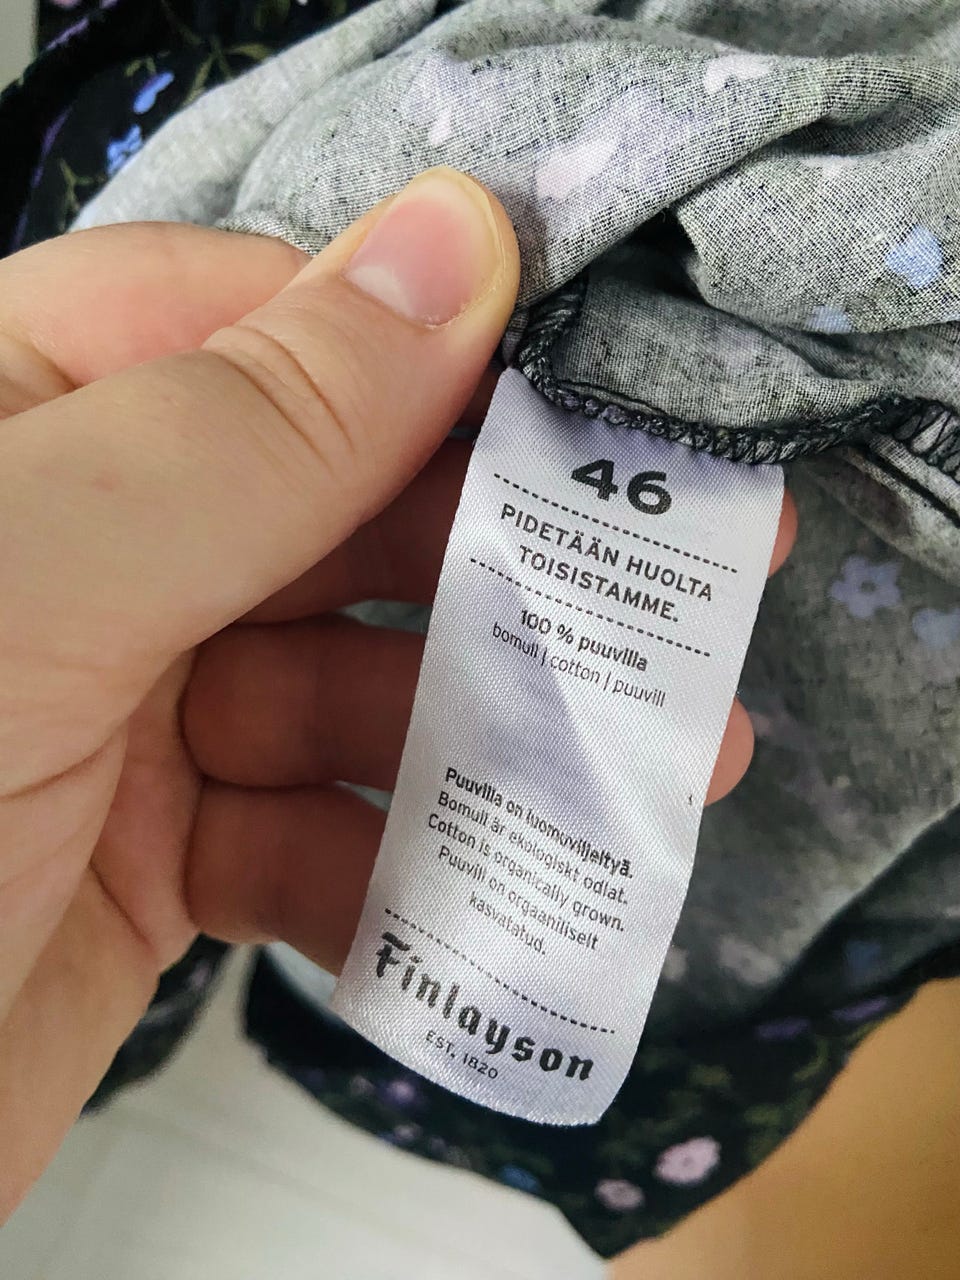 46
PIDETÄÄN HUOLTA
TOISISTAMME.
100 % puuvilla
bomull | cotton | puuvill
Puuvilla on luomuviljeltyä.
Bomull är ekologiskt odlat.
Cotton is organically grown.
Puuvill on orgaaniliselt
kasvatatud.
Finlayson
EST. 1820